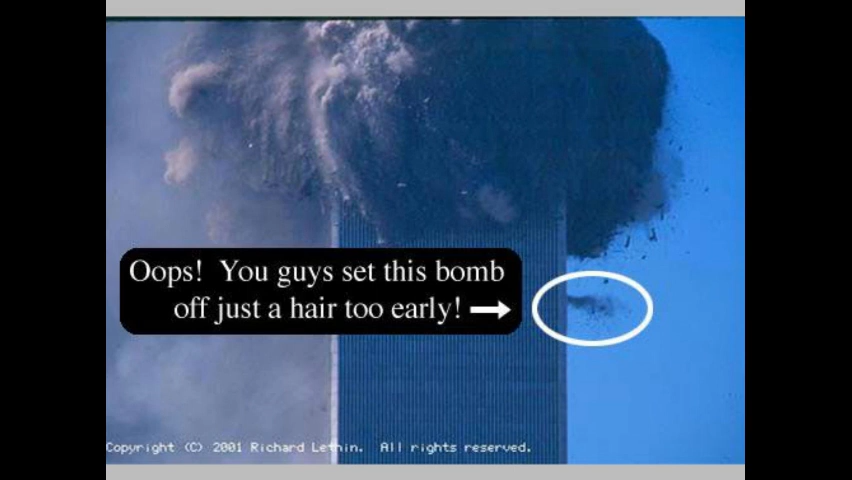 Oops! You guys set this bomb
off just a hair too early!
Copyright (C) 2001 Richard Lethin. All rights reserved.